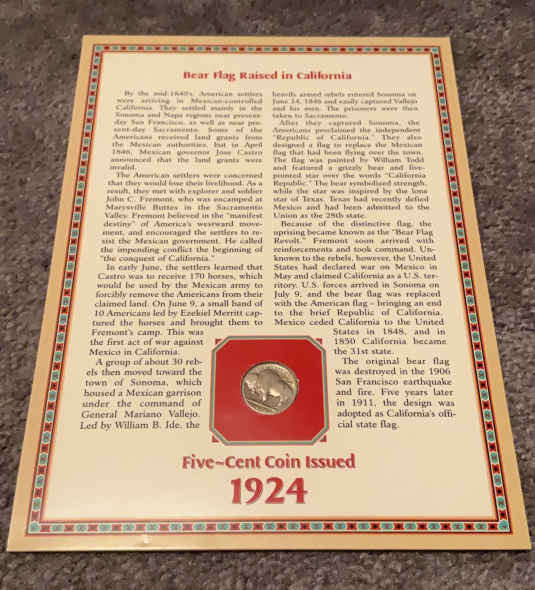 Bear Flag Raised in California
By the mid-1840's, American settlers
were arriving in Mexican-controlled
California. They settled mainly in the
Sonoma and Napa regions near present-
day San Francisco, as well as near pres-
ent-day Sacramento. Some of the
Americans received land grants from
the Mexican authorities, but in April
1846, Mexican governor Jose Castro
announced that the land grants were
invalid.
The American settlers were concerned
that they would lose their livelihood. As a
result, they met with explorer and soldier
John C. Fremont, who was encamped at
Marysville Buttes in the Sacramento
Valley. Fremont believed in the "manifest
destiny" of America's westward move-
ment, and encouraged the settlers to re-
sist the Mexican government. He called
the impending conflict the beginning of
"the conquest of California."
In early June, the settlers learned that
Castro was to receive 170 horses, which
would be used by the Mexican army to
forcibly remove the Americans from their
claimed land. On June 9, a small band of
10 Americans led by Ezekiel Merritt cap-
tured the horses and brought them to
Fremont's camp. This was
the first act of war against
Mexico in California.
A group of about 30 reb-
els then moved toward the
town of Sonoma, which
housed a Mexican garrison
under the command of
General Mariano Vallejo.
Led by William B. Ide, the
heavily armed rebels entered Sonoma on
June 14, 1846 and easily captured Vallejo
and his men. The prisoners were then
taken to Sacramento.
After they captured Sonoma, the
Americans proclaimed the independent
"Republic of California." They also
designed a flag to replace the Mexican
flag that had been flying over the town.
The flag was painted by William Todd
and featured a grizzly bear and five-
pointed star over the words "California
Republic." The bear symbolized strength,
while the star was inspired by the lone
star of Texas. Texas had recently defied
Mexico and had been admitted to the
Union as the 28th state.
Because of the distinctive flag, the
uprising became known as the "Bear Flag
Revolt." Fremont soon arrived with
reinforcements and took command. Un-
known to the rebels, however, the United
States had declared war on Mexico in
May and claimed California as a U.S. ter-
ritory. U.S. forces arrived in Sonoma on
July 9, and the bear flag was replaced
with the American flag – bringing an end
to the brief Republic of California.
Mexico ceded California to the United
States in 1848, and in
1850 California became
the 31st state.
The original bear flag
was destroyed in the 1906
San Francisco earthquake
and fire. Five years later
in 1911, the design was
adopted as California's offi-
cial state flag.
Five-Cent Coin Issued
1924